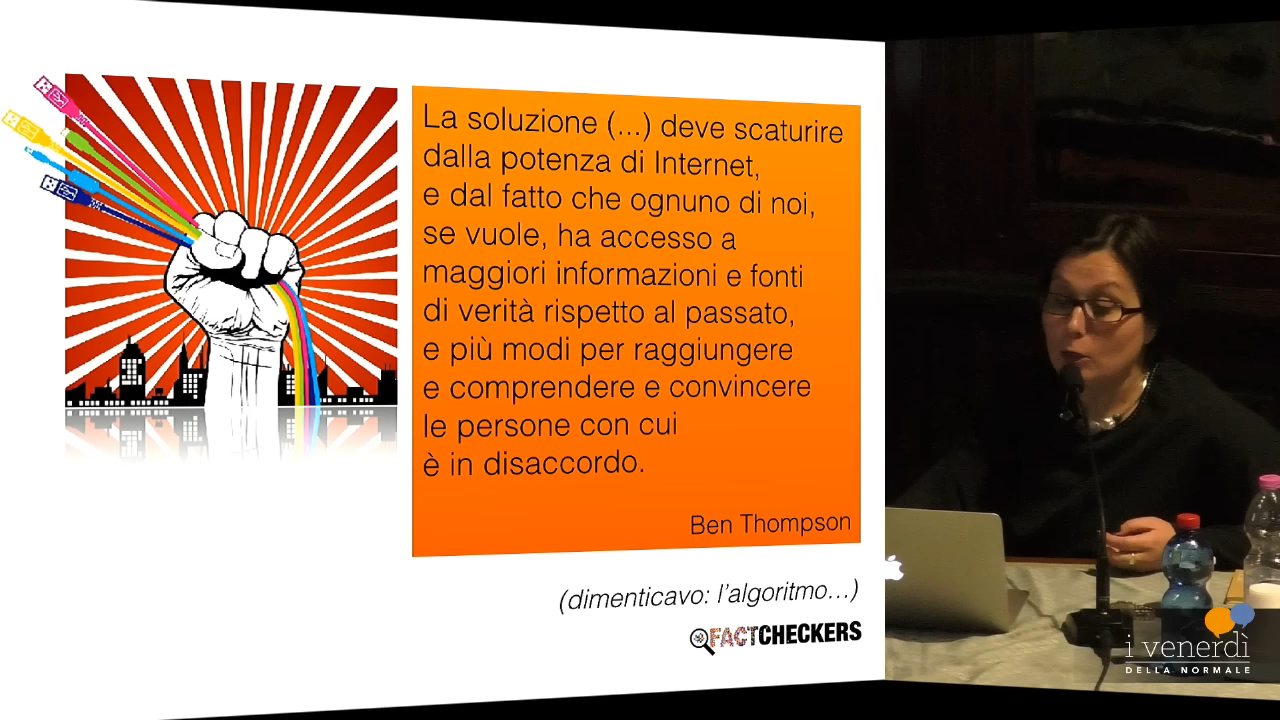 La soluzione (...) deve scaturire
dalla potenza di Internet,
e dal fatto che ognuno di noi,
se vuole, ha accesso a
maggiori informazioni e fonti
di verità rispetto al passato,
e più modi per raggiungere
e comprendere e convincere
le persone con cui
è in disaccordo.
Ben Thompson
(dimenticavo: l'algoritmo...)
FACTCHECKERS
i venerdì
DELLA NORMALE